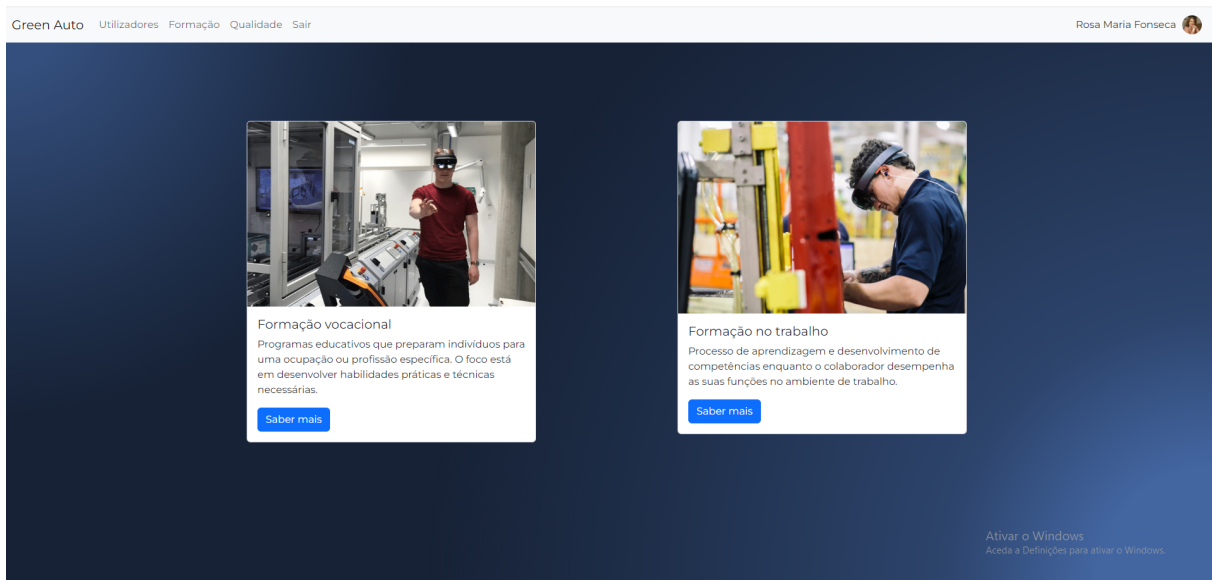 Green Auto Utilizadores Formação Qualidade Sair Rosa Maria Fonseca
Formação vocacional
Programas educativos que preparam indivíduos para
uma ocupação ou profissão específica. O foco está
em desenvolver habilidades práticas e técnicas
necessárias.
Saber mais
Formação no trabalho
Processo de aprendizagem e desenvolvimento de
competências enquanto o colaborador desempenha
as suas funções no ambiente de trabalho.
Saber mais
Ativar o Windows
Aceda a Definições para ativar o Windows.